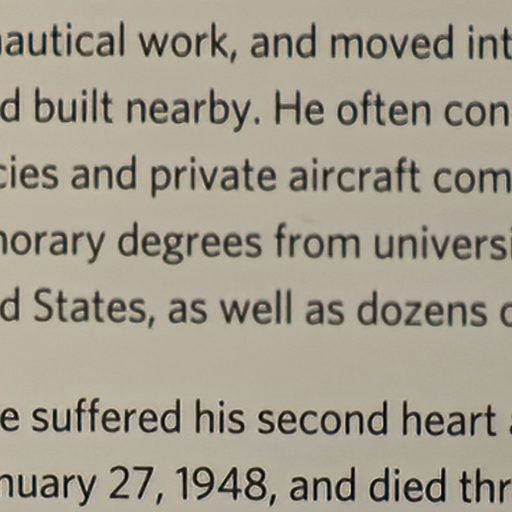 nautical work, and moved int
d built nearby. He often con
cies and private aircraft com
norary degrees from universi
d States, as well as dozens o
e suffered his second heart a
nuary 27, 1948, and died thr